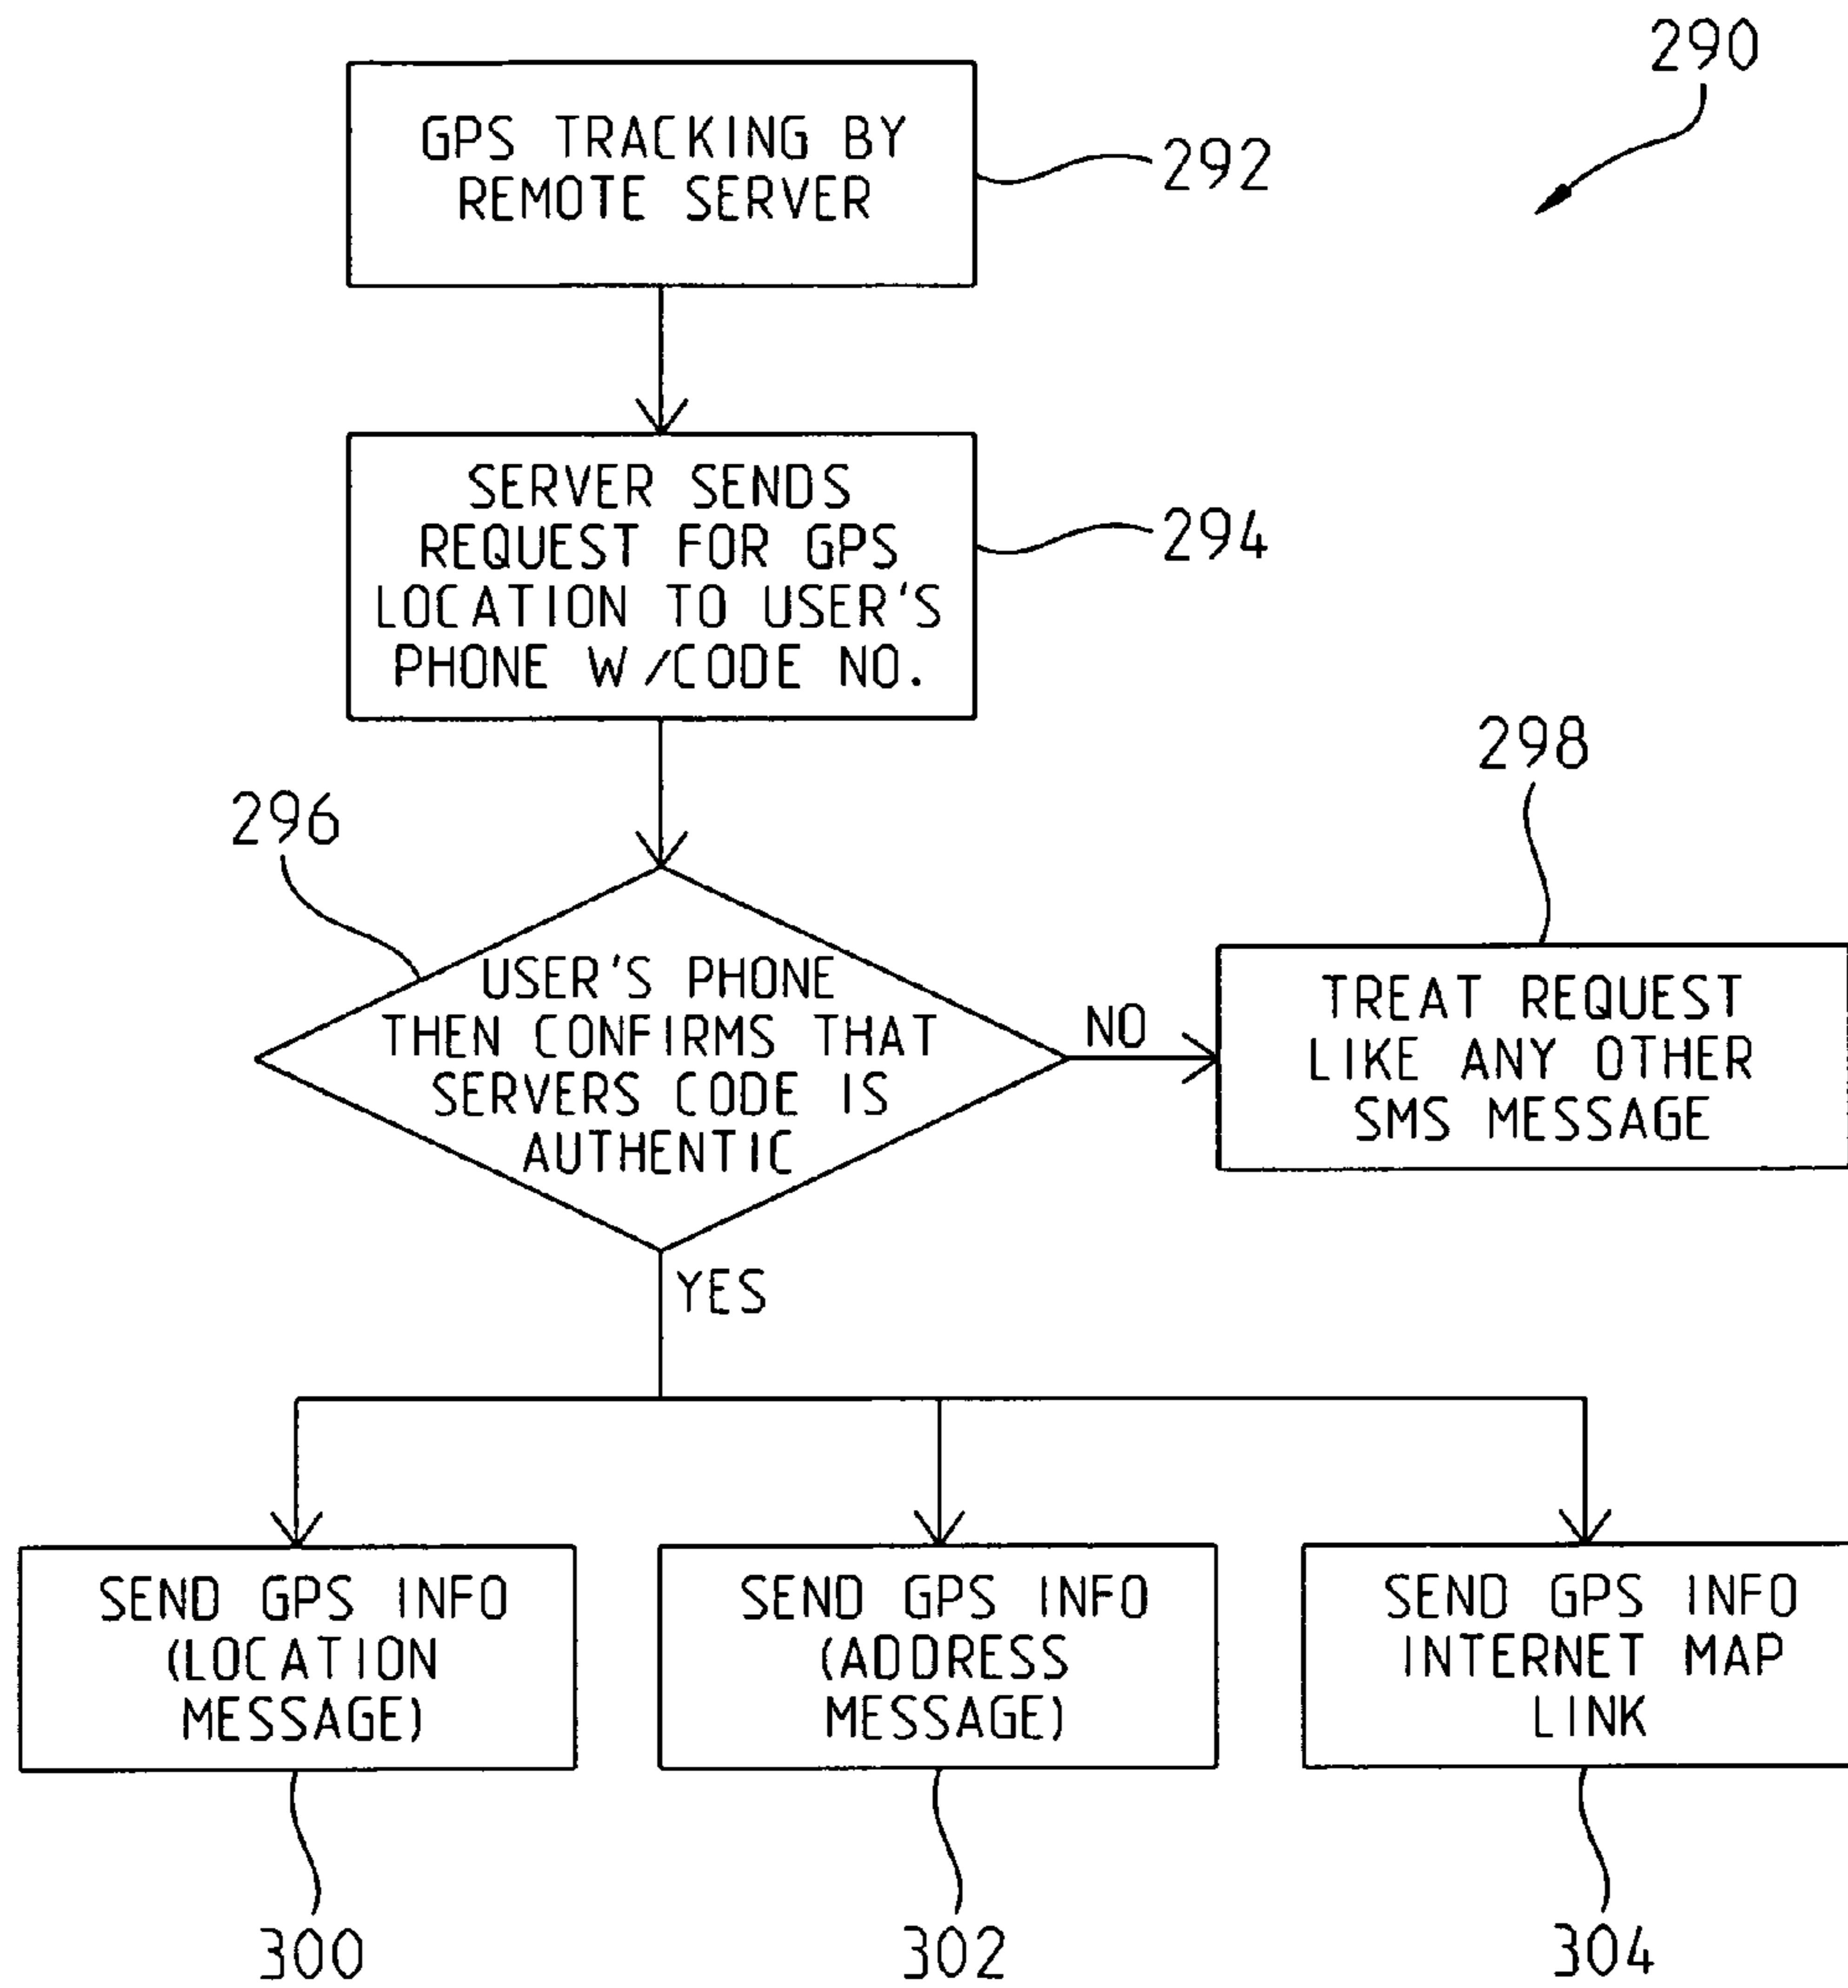 290
GPS TRACKING BY
REMOTE SERVER
292
SERVER SENDS
REQUEST FOR GPS
LOCATION TO USER'S
PHONE W/CODE NO.
294
296
USER'S PHONE
THEN CONFIRMS THAT
SERVERS CODE IS
AUTHENTIC
NO
298
TREAT REQUEST
LIKE ANY OTHER
SMS MESSAGE
YES
SEND GPS INFO
(LOCATION
MESSAGE)
300
SEND GPS INFO
(ADDRESS
MESSAGE)
302
SEND GPS INFO
INTERNET MAP
LINK
304